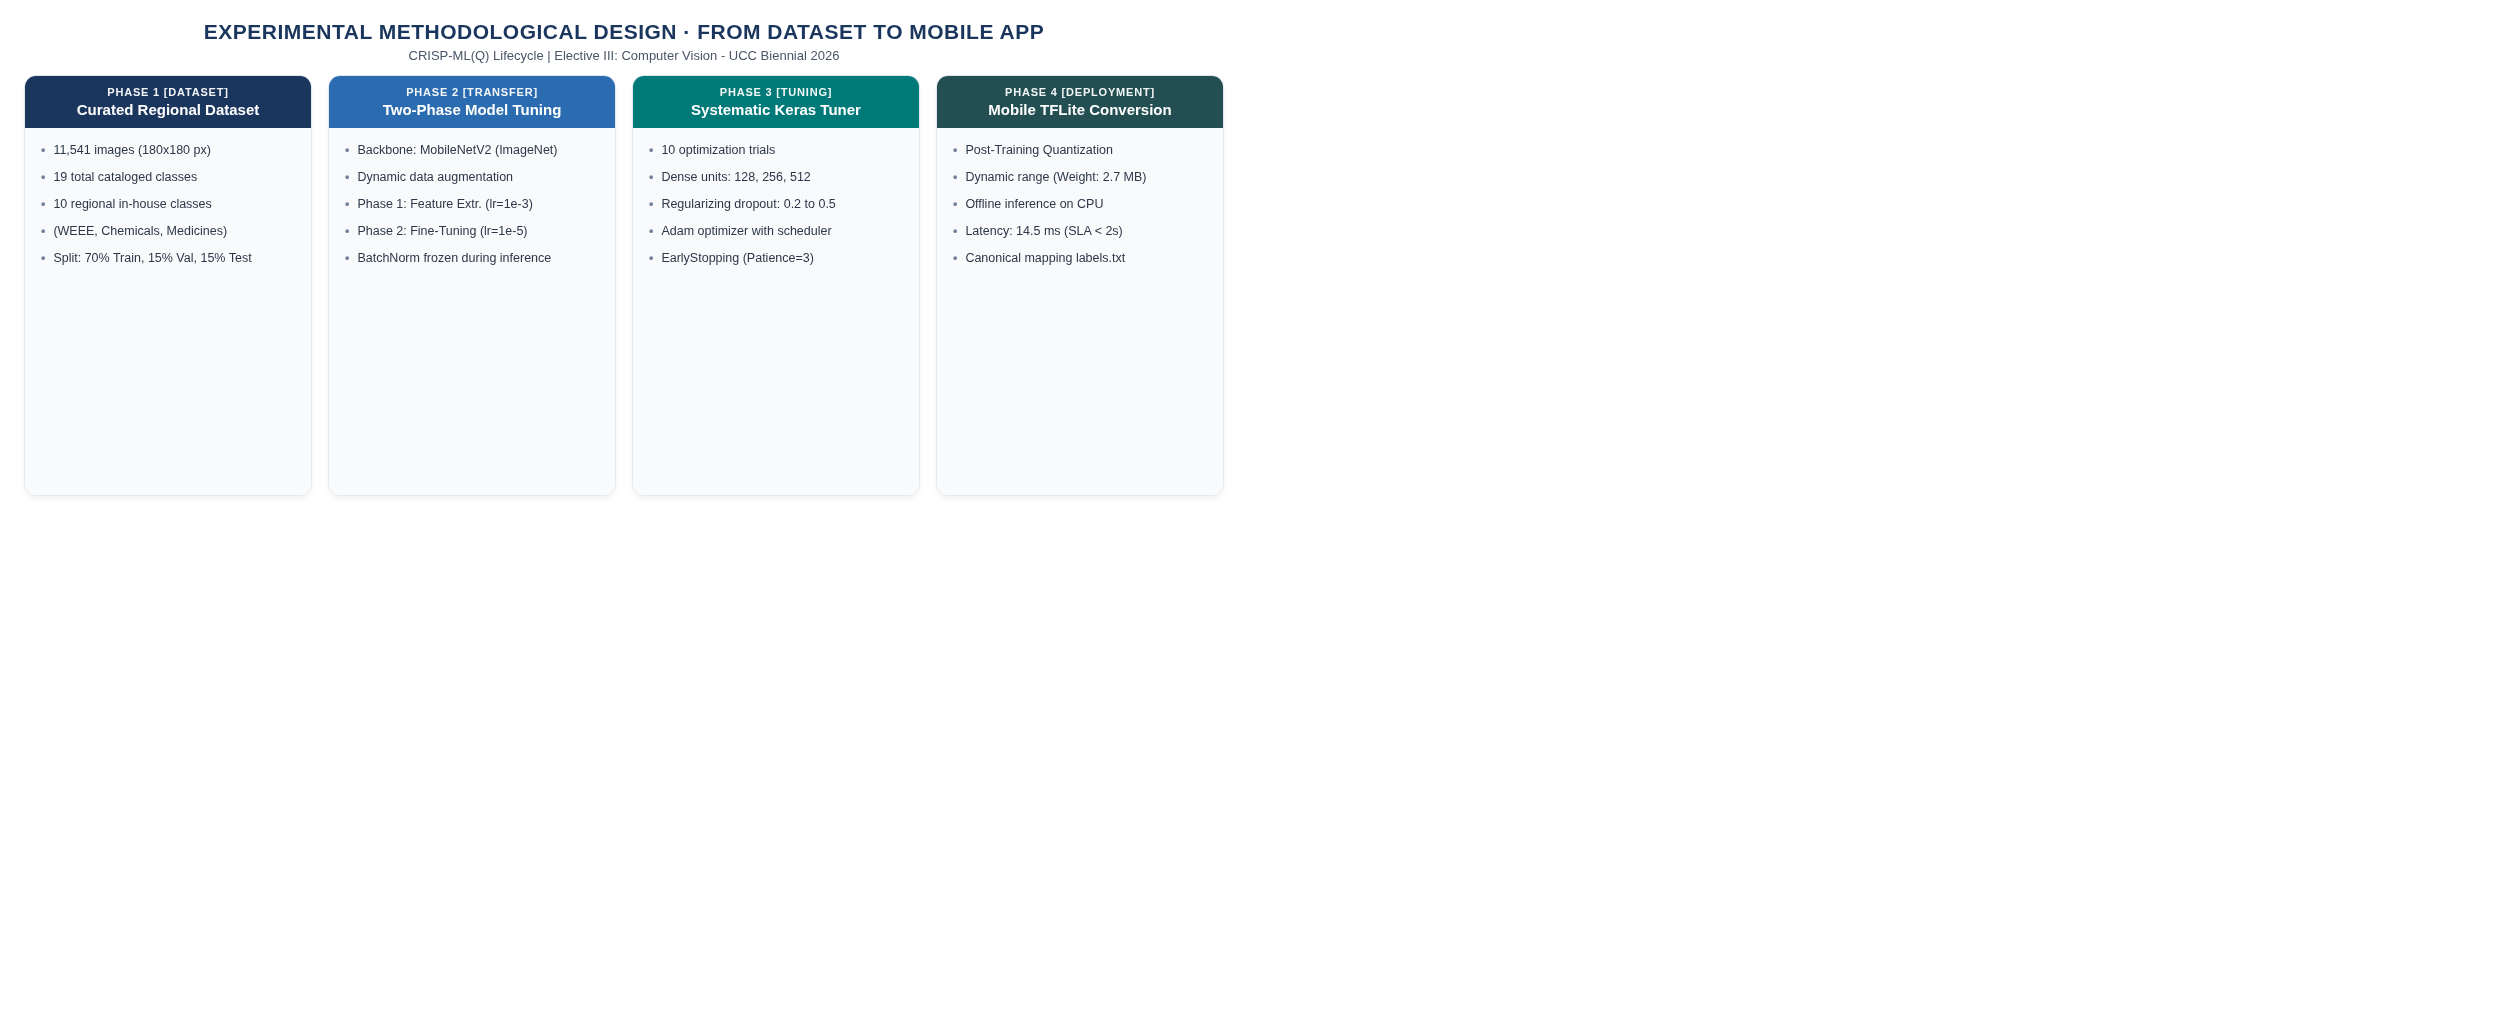 EXPERIMENTAL METHODOLOGICAL DESIGN · FROM DATASET TO MOBILE APP
CRISP-ML(Q) Lifecycle | Elective III: Computer Vision - UCC Biennial 2026
PHASE 1 [DATASET]
Curated Regional Dataset
• 11,541 images (180x180 px)
• 19 total cataloged classes
• 10 regional in-house classes
• (WEEE, Chemicals, Medicines)
• Split: 70% Train, 15% Val, 15% Test
PHASE 2 [TRANSFER]
Two-Phase Model Tuning
• Backbone: MobileNetV2 (ImageNet)
• Dynamic data augmentation
• Phase 1: Feature Extr. (lr=1e-3)
• Phase 2: Fine-Tuning (lr=1e-5)
• BatchNorm frozen during inference
PHASE 3 [TUNING]
Systematic Keras Tuner
• 10 optimization trials
• Dense units: 128, 256, 512
• Regularizing dropout: 0.2 to 0.5
• Adam optimizer with scheduler
• EarlyStopping (Patience=3)
PHASE 4 [DEPLOYMENT]
Mobile TFLite Conversion
• Post-Training Quantization
• Dynamic range (Weight: 2.7 MB)
• Offline inference on CPU
• Latency: 14.5 ms (SLA < 2s)
• Canonical mapping labels.txt